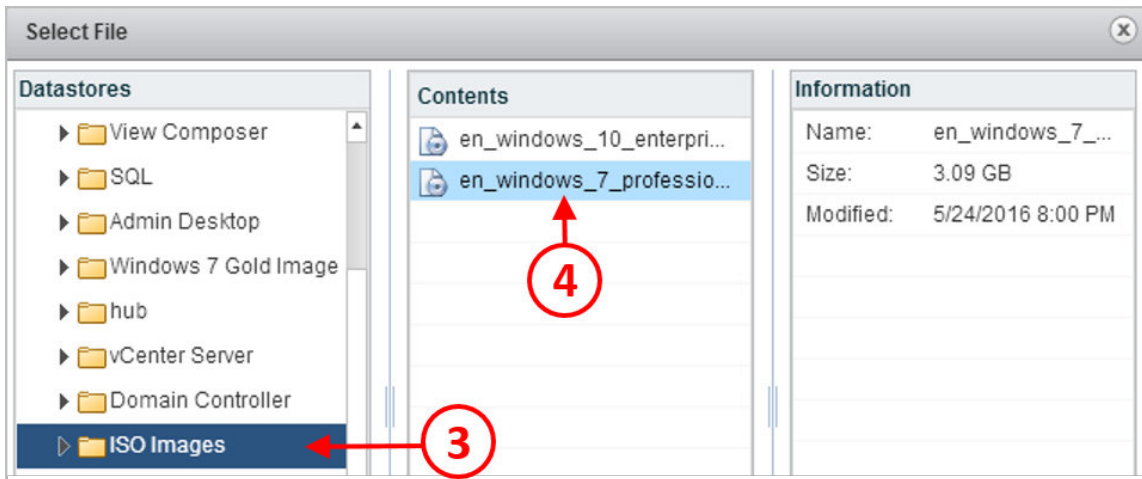 Select File
Datastores
View Composer
SQL
Admin Desktop
Windows 7 Gold Image
hub
vCenter Server
Domain Controller
ISO Images
3
Contents
en_windows_10_enterpri...
en_windows_7_professio...
4
Information
Name: en_windows_7_...
Size: 3.09 GB
Modified: 5/24/2016 8:00 PM